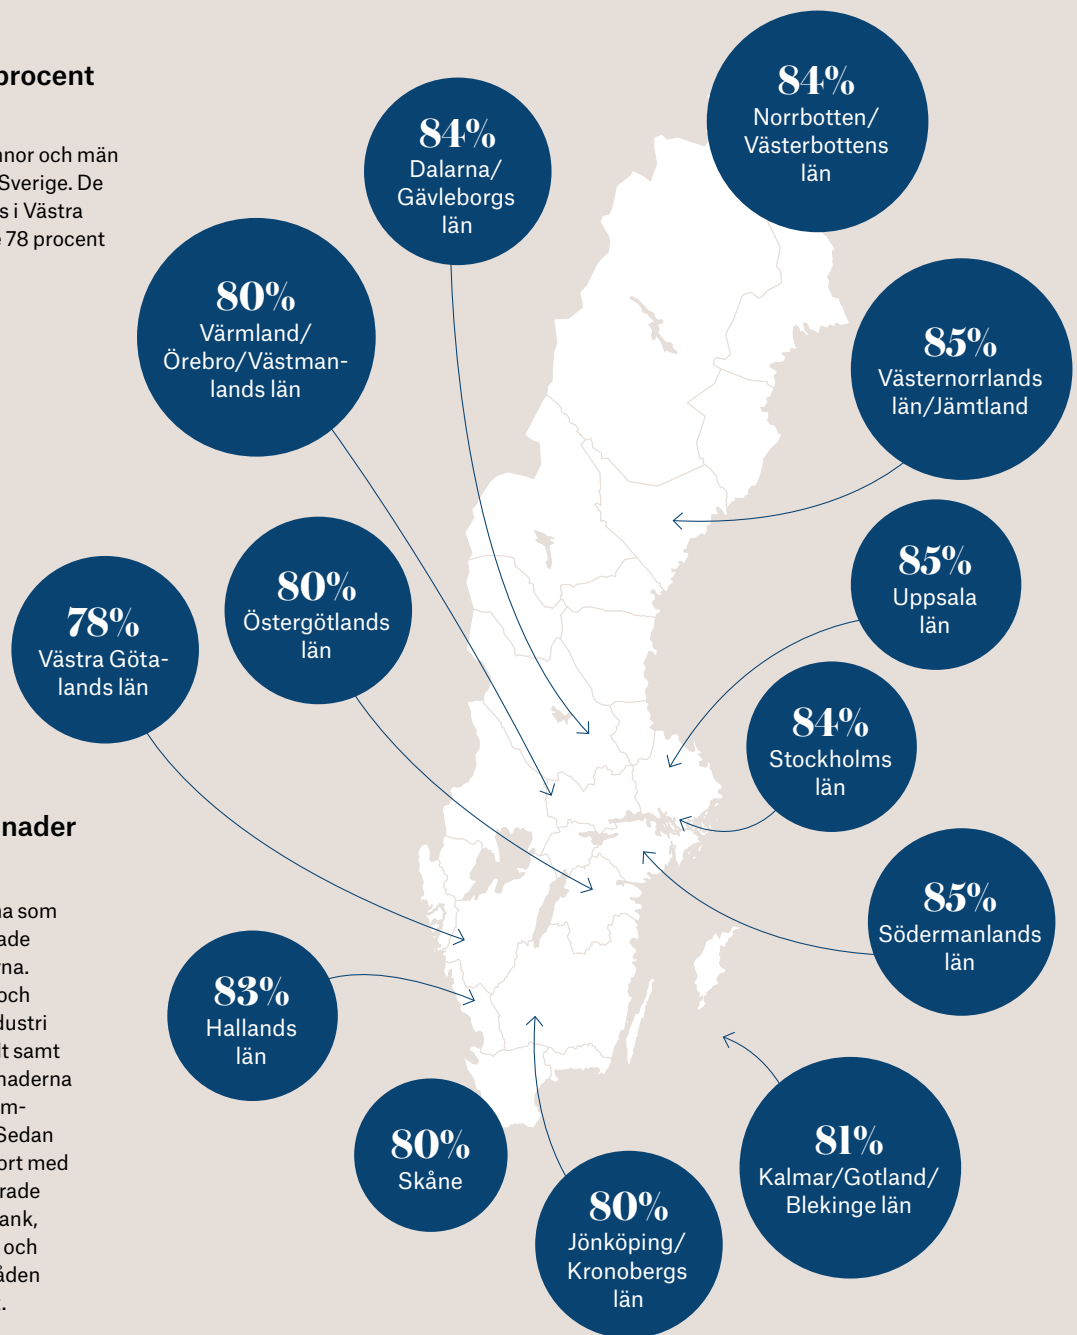 procent
nnor och män
Sverige. De
s i Västra
e 78 procent
84%
Dalarna/
Gävleborgs
län
84%
Norrbotten/
Västerbottens
län
80%
Värmland/
Örebro/Västman-
lands län
85%
Västernorrlands
län/Jämtland
80%
Östergötlands
län
85%
Uppsala
län
78%
Västra Göta-
lands län
84%
Stockholms
län
85%
Södermanlands
län
83%
Hallands
län
80%
Skåne
80%
Jönköping/
Kronobergs
län
81%
Kalmar/Gotland/
Blekinge län
nader
na som
ade
rna.
och
dustri
lt samt
naderna
m-
Sedan
ort med
rade
ank,
och
åden
t.